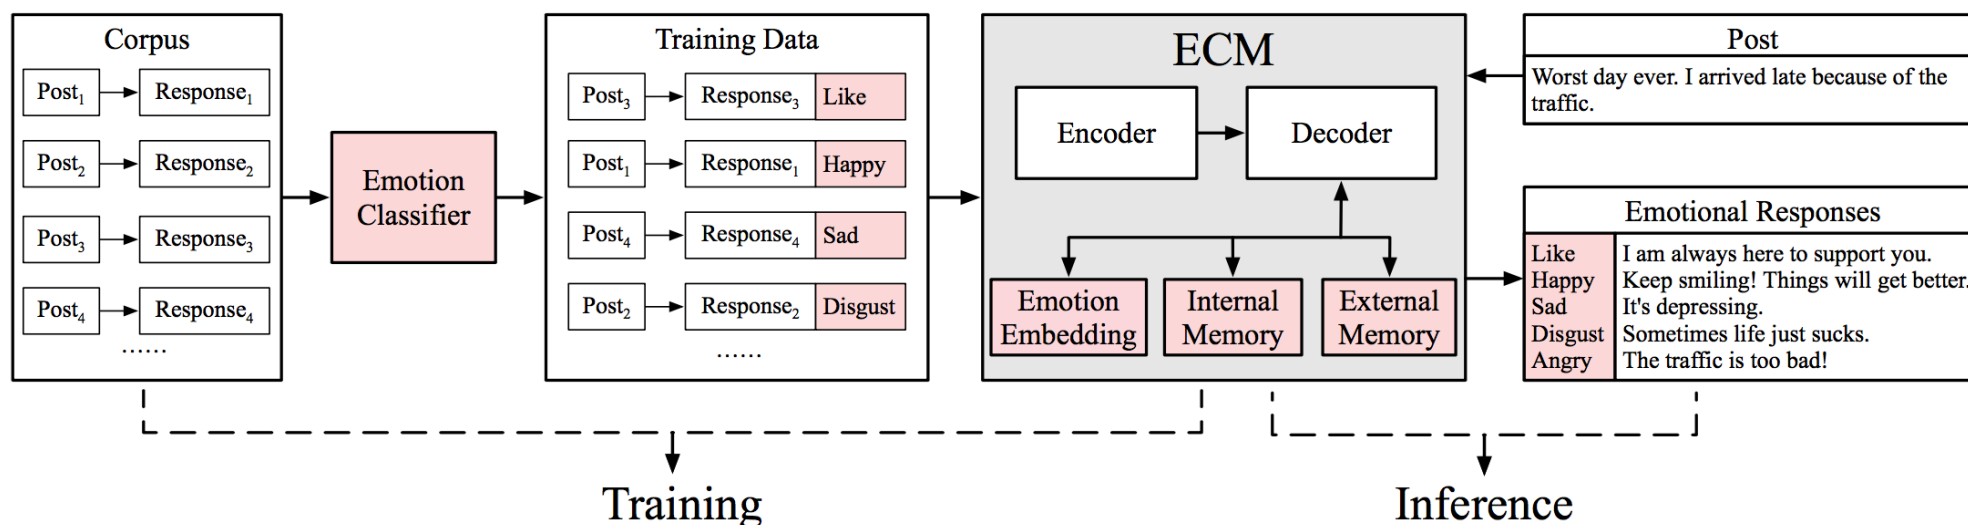 Corpus
Post₁ Response₁
Post₂ Response₂
Post₃ Response₃
Post₄ Response₄
......
Emotion
Classifier
Training Data
Post₃ Response₃ Like
Post₁ Response₁ Happy
Post₄ Response₄ Sad
Post₂ Response₂ Disgust
......
ECM
Encoder
Decoder
Emotion
Embedding
Internal
Memory
External
Memory
Post
Worst day ever. I arrived late because of the
traffic.
Emotional Responses
Like I am always here to support you.
Happy Keep smiling! Things will get better.
Sad It's depressing.
Disgust Sometimes life just sucks.
Angry The traffic is too bad!
Training
Inference